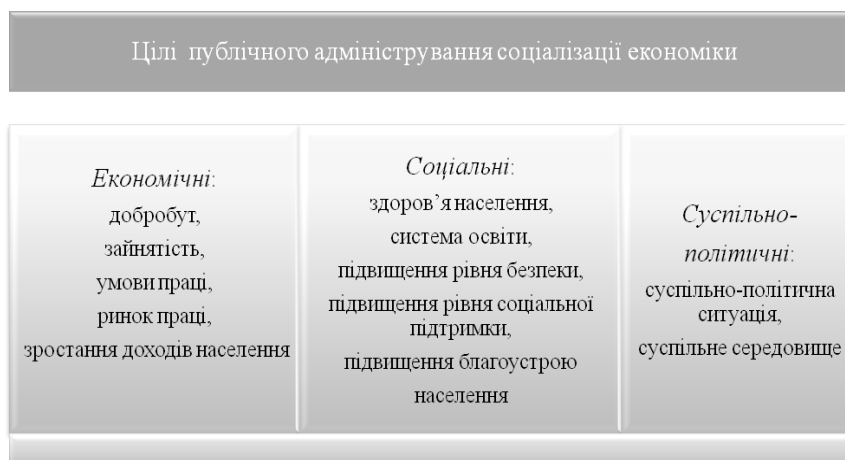 Цілі публічного адміністрування соціалізації економіки
Економічні:
добробут,
зайнятість,
умови праці,
ринок праці,
зростання доходів населення
Соціальні:
здоров’я населення,
система освіти,
підвищення рівня безпеки,
підвищення рівня соціальної
підтримки,
підвищення благоустрою
населення
Суспільно-
політичні:
суспільно-політична
ситуація,
суспільне середовище